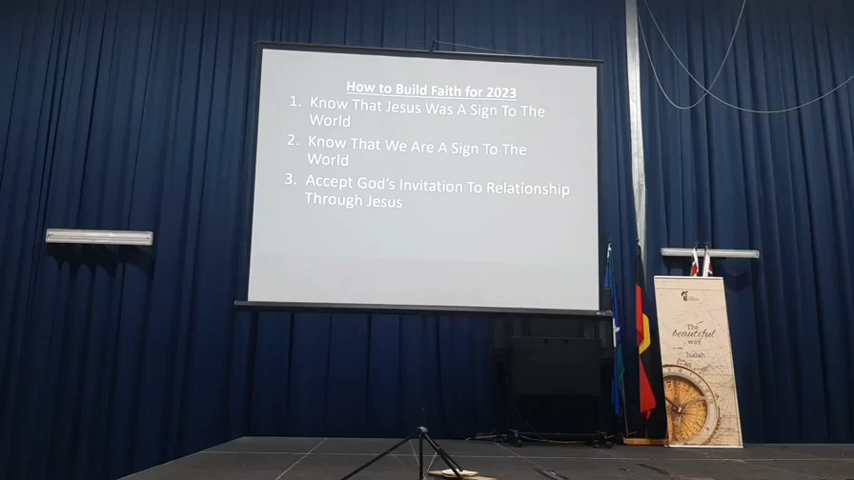 How to Build Faith for 2023
1. Know That Jesus Was A Sign To The
World
2. Know That We Are A Sign To The
World
3. Accept God's Invitation To Relationship
Through Jesus
The
beautiful
way
Isaiah